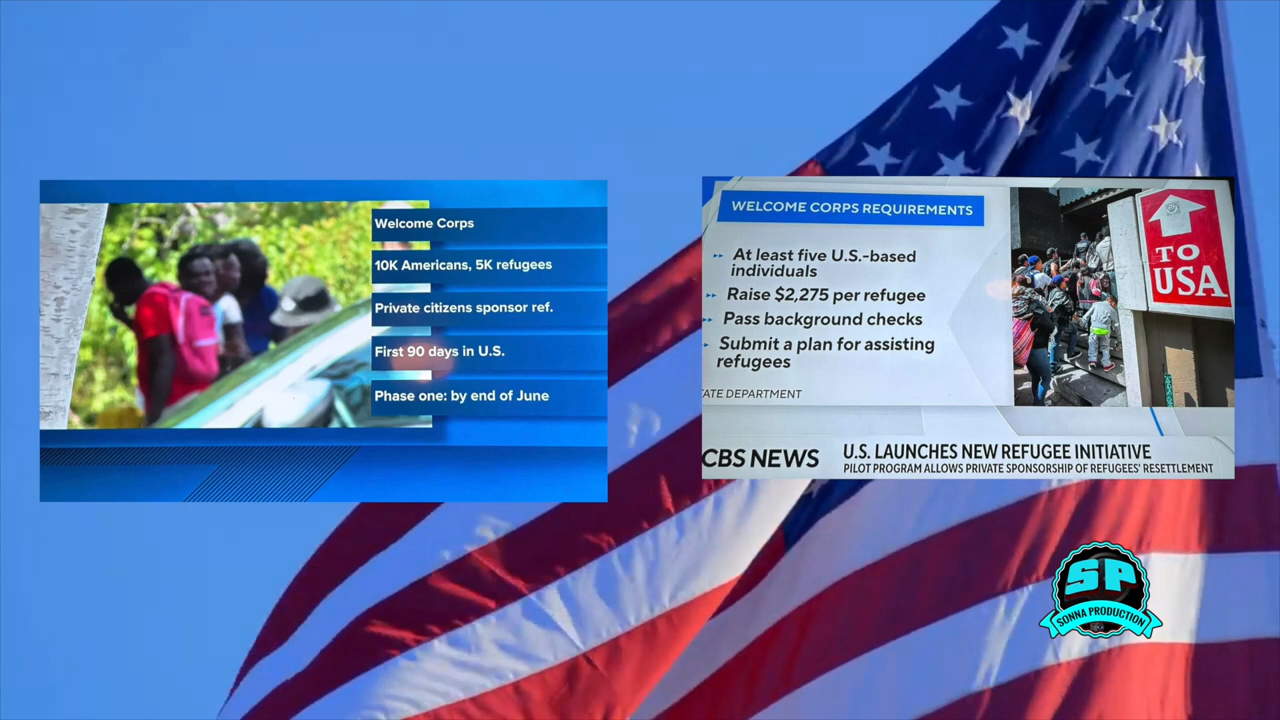 Welcome Corps
10K Americans, 5K refugees
Private citizens sponsor ref.
First 90 days in U.S.
Phase one: by end of June
WELCOME CORPS REQUIREMENTS
At least five U.S.-based
individuals
Raise $2,275 per refugee
Pass background checks
Submit a plan for assisting
refugees
ATE DEPARTMENT
TO
USA
CBS NEWS
U.S. LAUNCHES NEW REFUGEE INITIATIVE
PILOT PROGRAM ALLOWS PRIVATE SPONSORSHIP OF REFUGEES' RESETTLEMENT
SP
SONNA PRODUCTION